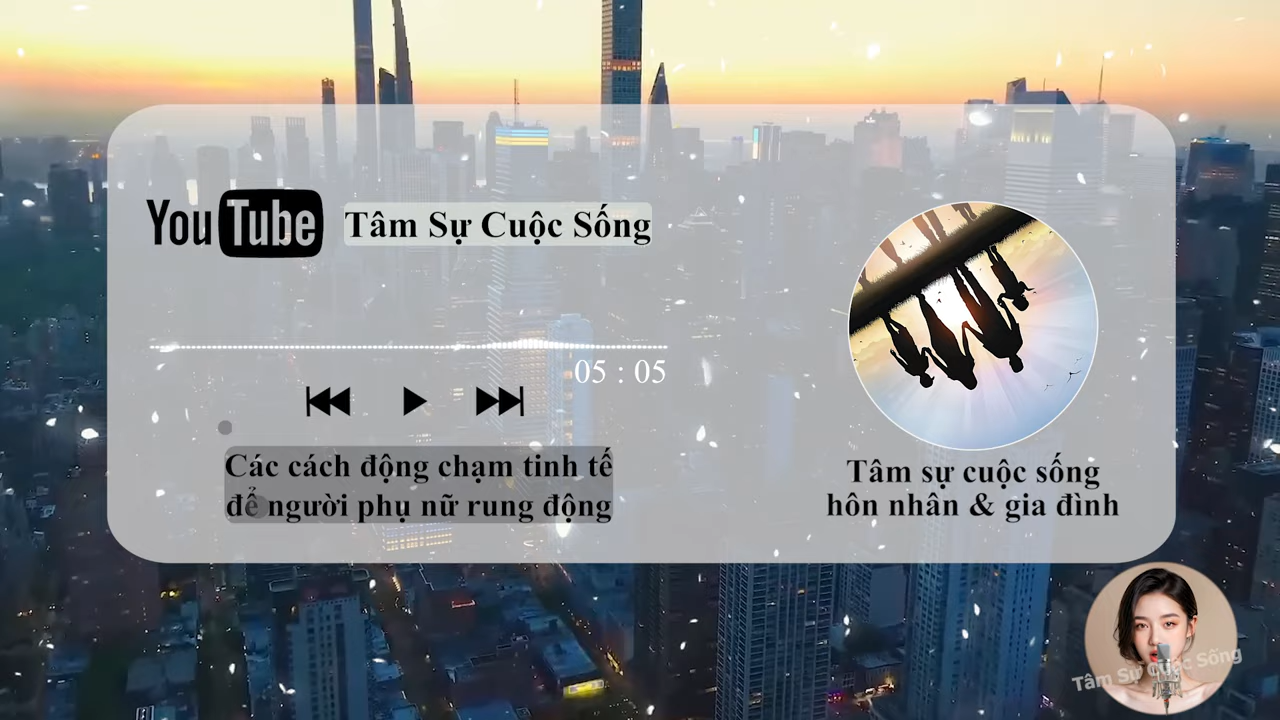 YouTube
Tâm Sự Cuộc Sống
05 : 05
Các cách động chạm tinh tế
để người phụ nữ rung động
Tâm sự cuộc sống
hôn nhân & gia đình
Tâm Sự Cuộc Sống